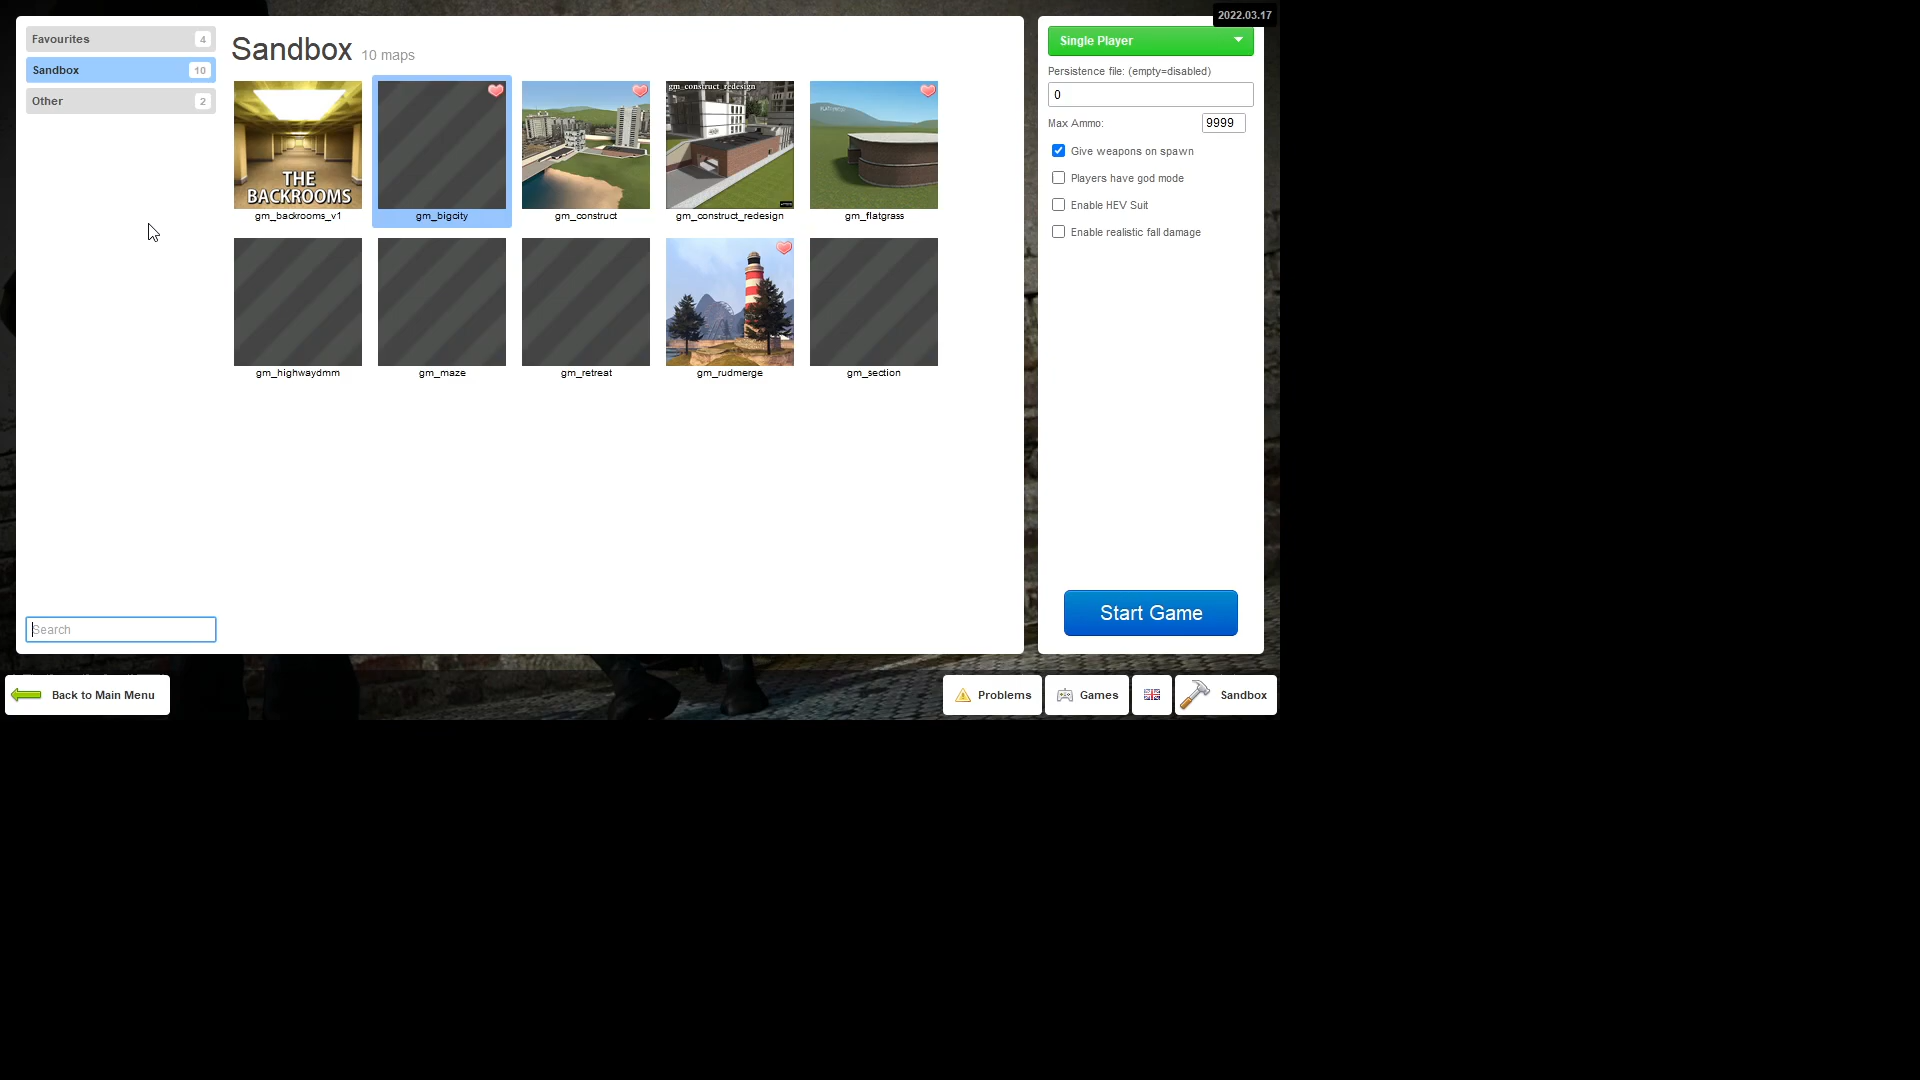 2022.03.17
Favourites 4
Sandbox 10
Other 2
Sandbox 10 maps
THE
BACKROOMS
gm_construct_redesign
gm_backrooms_v1
gm_bigcity
gm_construct
gm_construct_redesign
gm_flatgrass
gm_highwaydmm
gm_maze
gm_retreat
gm_rudmerge
gm_section
Search
Single Player
Persistence file: (empty=disabled)
0
Max Ammo: 9999
Give weapons on spawn
Players have god mode
Enable HEV Suit
Enable realistic fall damage
Start Game
Back to Main Menu
Problems
Games
Sandbox